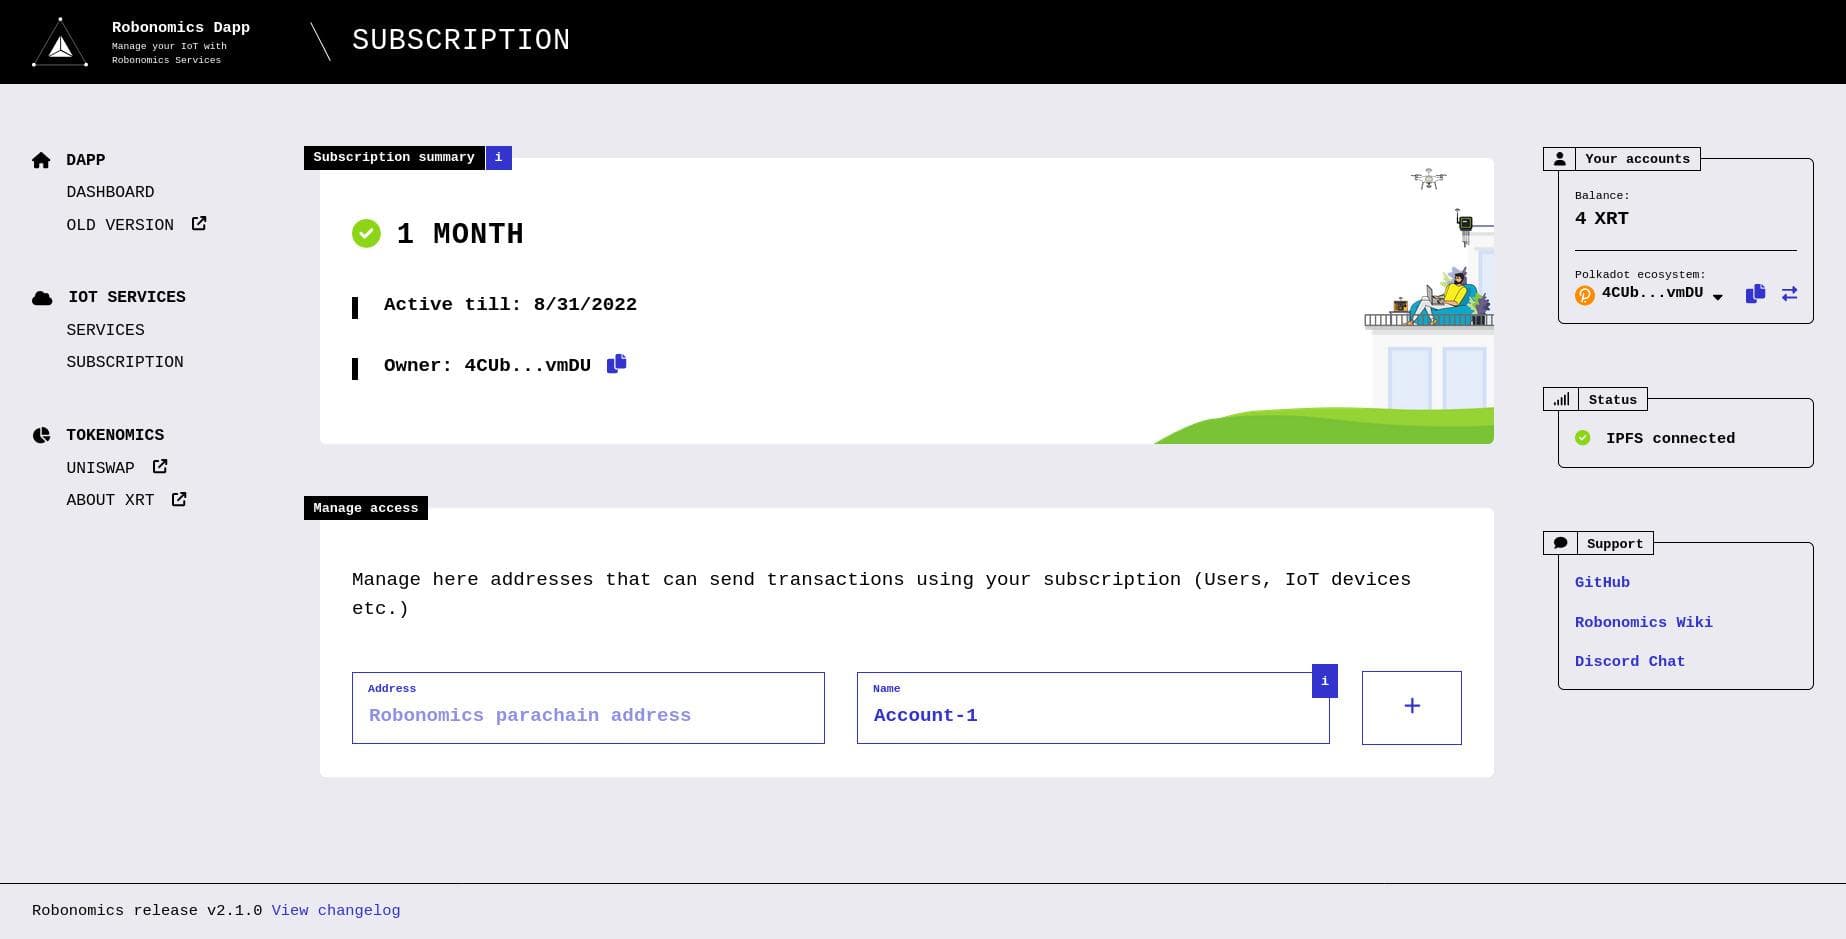 Robonomics Dapp
Manage your IoT with
Robonomics Services
SUBSCRIPTION
DAPP
DASHBOARD
OLD VERSION
IOT SERVICES
SERVICES
SUBSCRIPTION
TOKENOMICS
UNISWAP
ABOUT XRT
Subscription summary i
1 MONTH
Active till: 8/31/2022
Owner: 4CUb...vmDU
Manage access
Manage here addresses that can send transactions using your subscription (Users, IoT devices
etc.)
Address
Robonomics parachain address
Name
Account-1
i
+
Your accounts
Balance:
4 XRT
Polkadot ecosystem:
4CUb...vmDU
Status
IPFS connected
Support
GitHub
Robonomics Wiki
Discord Chat
Robonomics release v2.1.0 View changelog